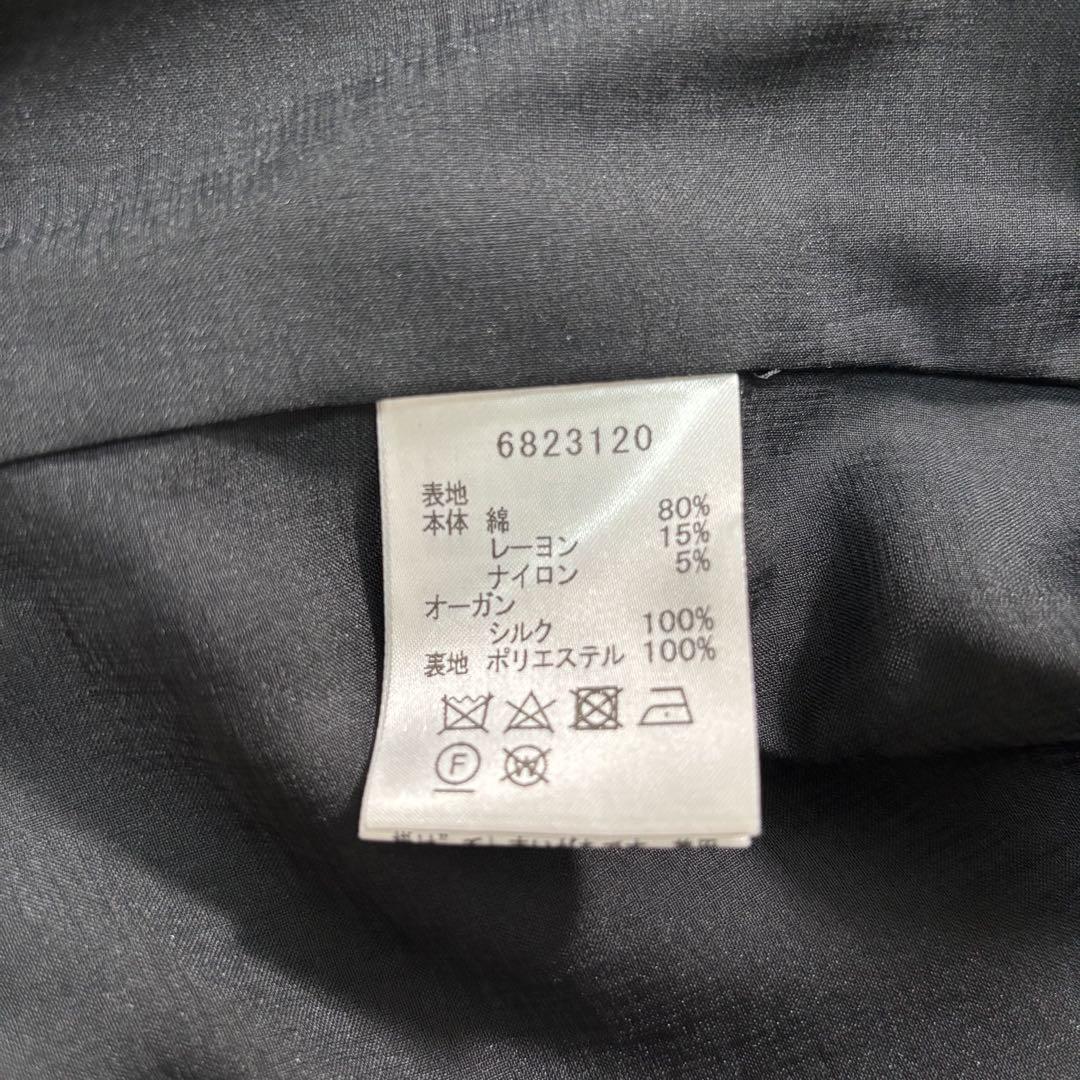 6823120
表地
本体 綿 80%
レーヨン 15%
ナイロン 5%
オーガン
シルク 100%
裏地 ポリエステル 100%
F
W